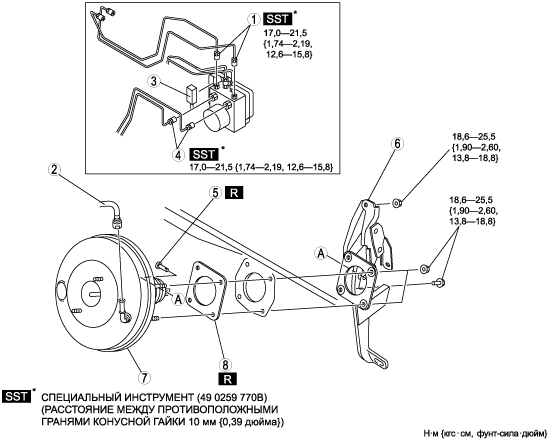 1 SST*
17,0—21,5
{1,74—2,19,
12,6—15,8}
3
4 SST*
17,0—21,5 {1,74—2,19, 12,6—15,8}
2
5 R
6
18,6—25,5
{1,90—2,60,
13,8—18,8}
18,6—25,5
{1,90—2,60,
13,8—18,8}
A
A
7
8
R
SST* СПЕЦИАЛЬНЫЙ ИНСТРУМЕНТ (49 0259 770B)
(РАССТОЯНИЕ МЕЖДУ ПРОТИВОПОЛОЖНЫМИ
ГРАНЯМИ КОНУСНОЙ ГАЙКИ 10 мм {0,39 дюйма})
Н·м {кгс·см, фунт-сила·дюйм}